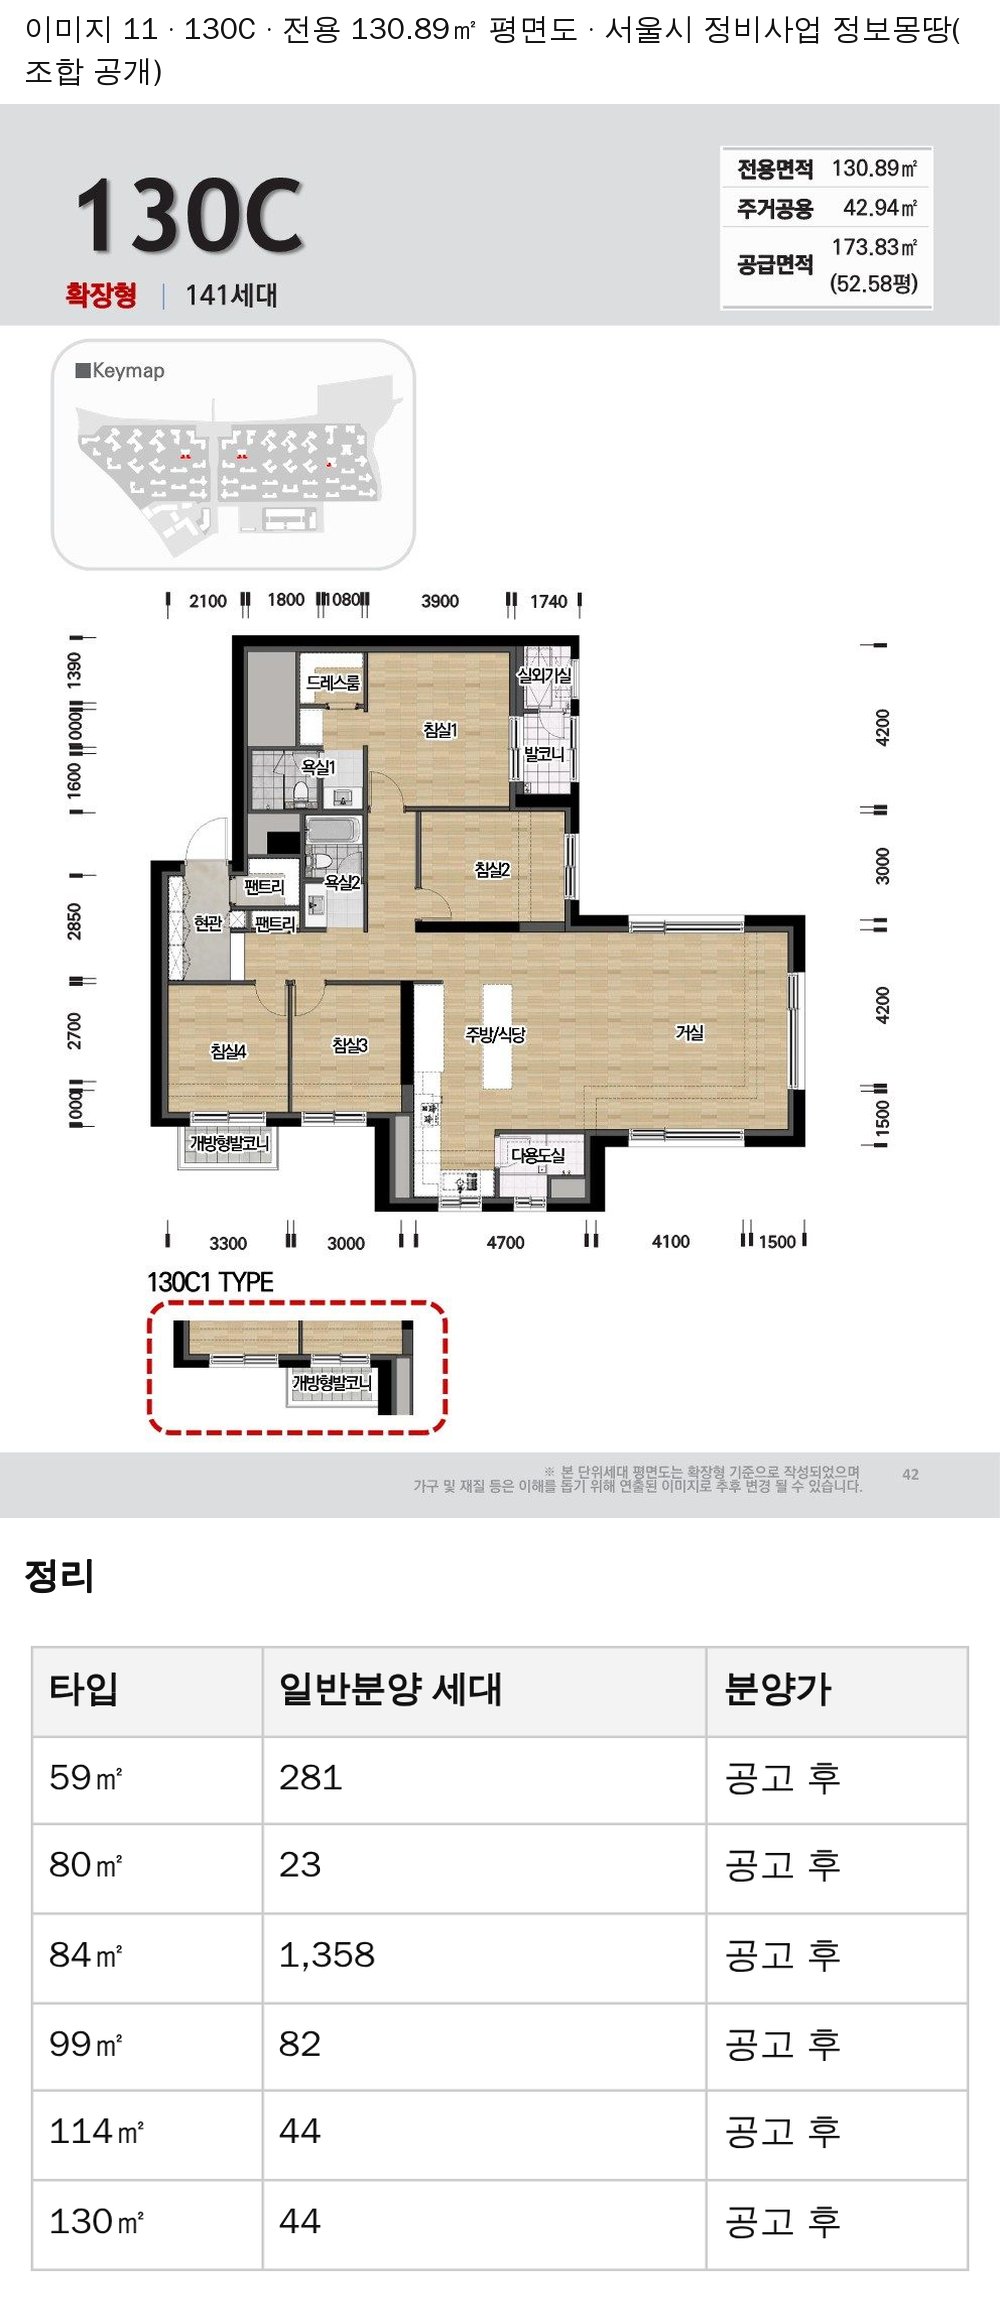 이미지 11 · 130C · 전용 130.89㎡ 평면도 · 서울시 정비사업 정보몽땅(
조합 공개)
130C
확장형 | 141세대
전용면적 130.89㎡
주거공용 42.94㎡
공급면적 173.83㎡
(52.58평)
■Keymap
2100 1800 1080 3900 1740
1390
1000
1600
2850
2700
1000
4200
3000
4200
1500
드레스룸
침실1
실외기실
발코니
욕실1
침실2
욕실2
팬트리
팬트리
현관
침실4
침실3
주방/식당
거실
개방형발코니
다용도실
3300 3000 4700 4100 1500
130C1 TYPE
개방형발코니
※ 본 단위세대 평면도는 확장형 기준으로 작성되었으며
가구 및 재질 등은 이해를 돕기 위해 연출된 이미지로 추후 변경 될 수 있습니다.
42
정리
타입 일반분양 세대 분양가
59㎡ 281 공고 후
80㎡ 23 공고 후
84㎡ 1,358 공고 후
99㎡ 82 공고 후
114㎡ 44 공고 후
130㎡ 44 공고 후